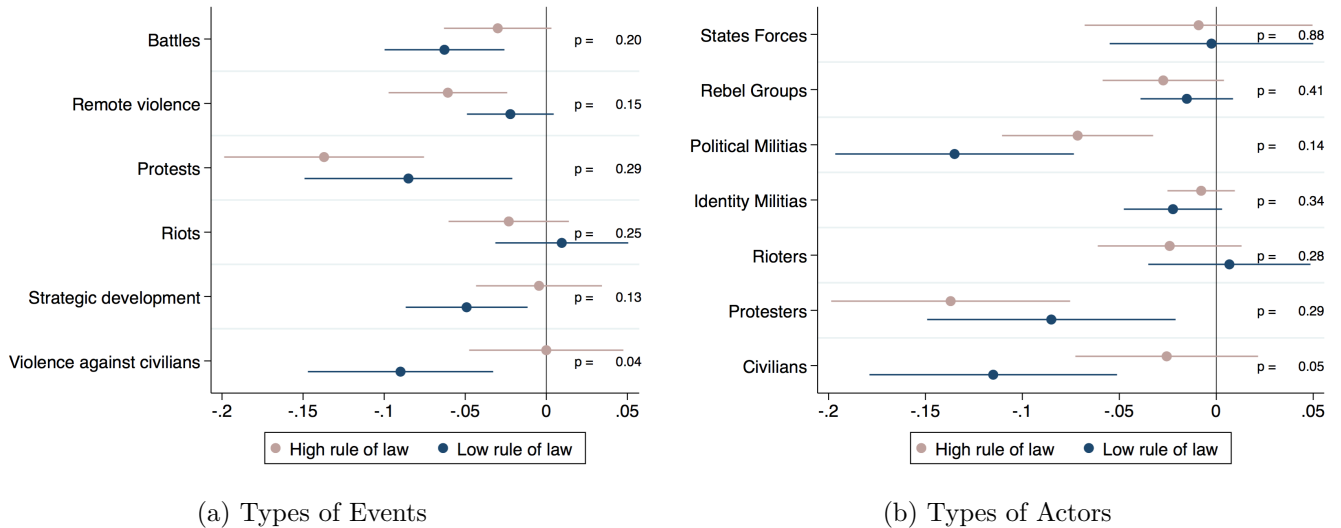 Battles
p = 0.20
Remote violence
p = 0.15
Protests
p = 0.29
Riots
p = 0.25
Strategic development
p = 0.13
Violence against civilians
p = 0.04
-.2 -.15 -.1 -.05 0 .05
High rule of law Low rule of law
(a) Types of Events
States Forces
p = 0.88
Rebel Groups
p = 0.41
Political Militias
p = 0.14
Identity Militias
p = 0.34
Rioters
p = 0.28
Protesters
p = 0.29
Civilians
p = 0.05
-.2 -.15 -.1 -.05 0 .05
High rule of law Low rule of law
(b) Types of Actors